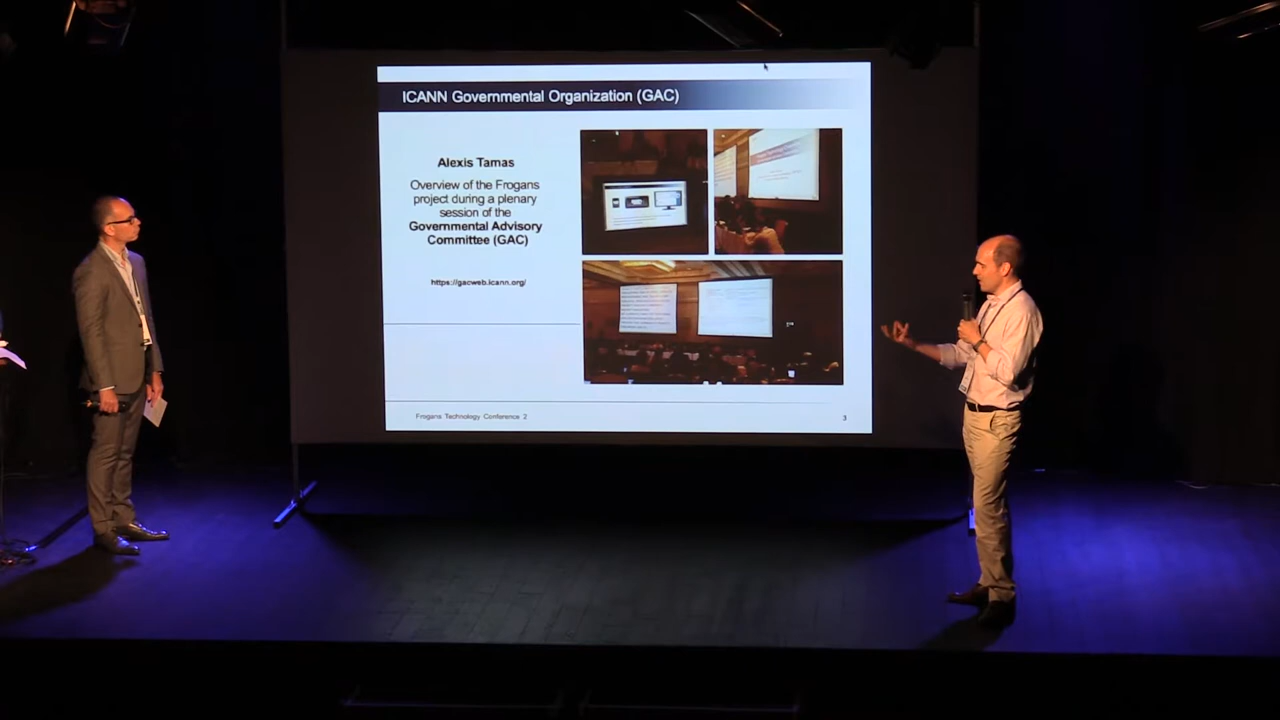 ICANN Governmental Organization (GAC)
Alexis Tamas
Overview of the Frogans
project during a plenary
session of the
Governmental Advisory
Committee (GAC)
https://gacweb.icann.org/
Frogans Technology Conference 2
3